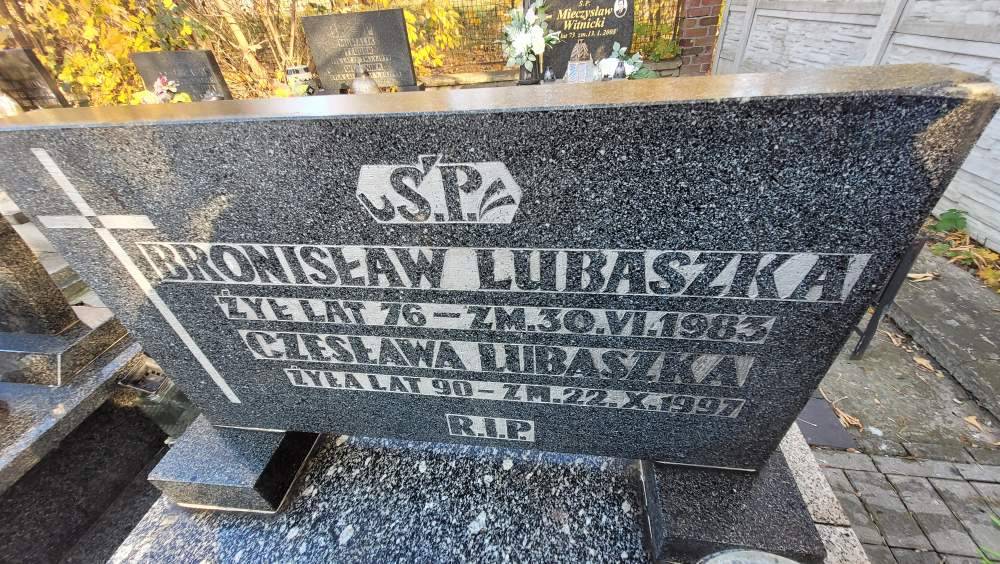 Ś.P.
Mieczysław
Witnicki
Ś.P.
BRONISŁAW LUBASZKA
ŻYŁ LAT 76 – ZM. 30.VI.1983
CZESŁAWA LUBASZKA
ŻYŁA LAT 90 – ZM. 22.X.1997
R.I.P.